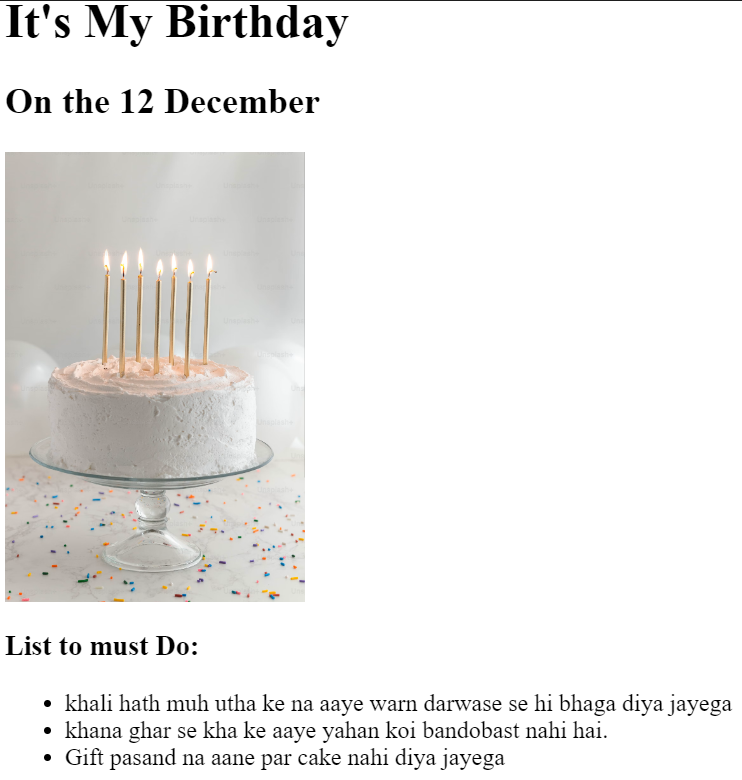 It's My Birthday
On the 12 December
List to must Do:
khali hath muh utha ke na aaye warn darwase se hi bhaga diya jayega
khana ghar se kha ke aaye yahan koi bandobast nahi hai.
Gift pasand na aane par cake nahi diya jayega